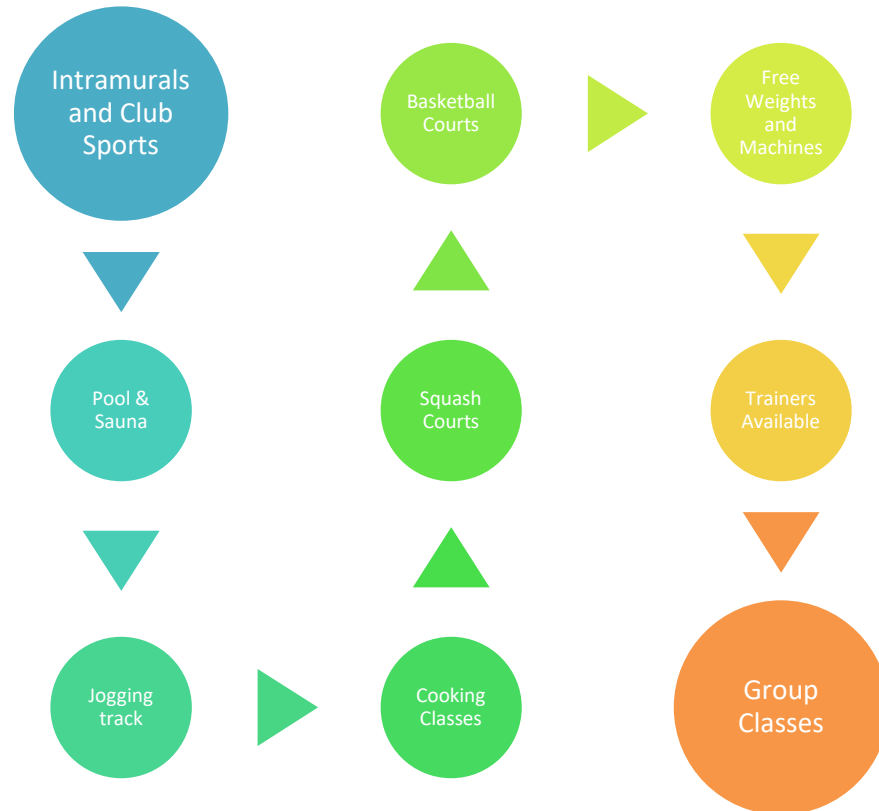 Intramurals
and Club
Sports
Pool &
Sauna
Jogging
track
Cooking
Classes
Squash
Courts
Basketball
Courts
Free
Weights
and
Machines
Trainers
Available
Group
Classes